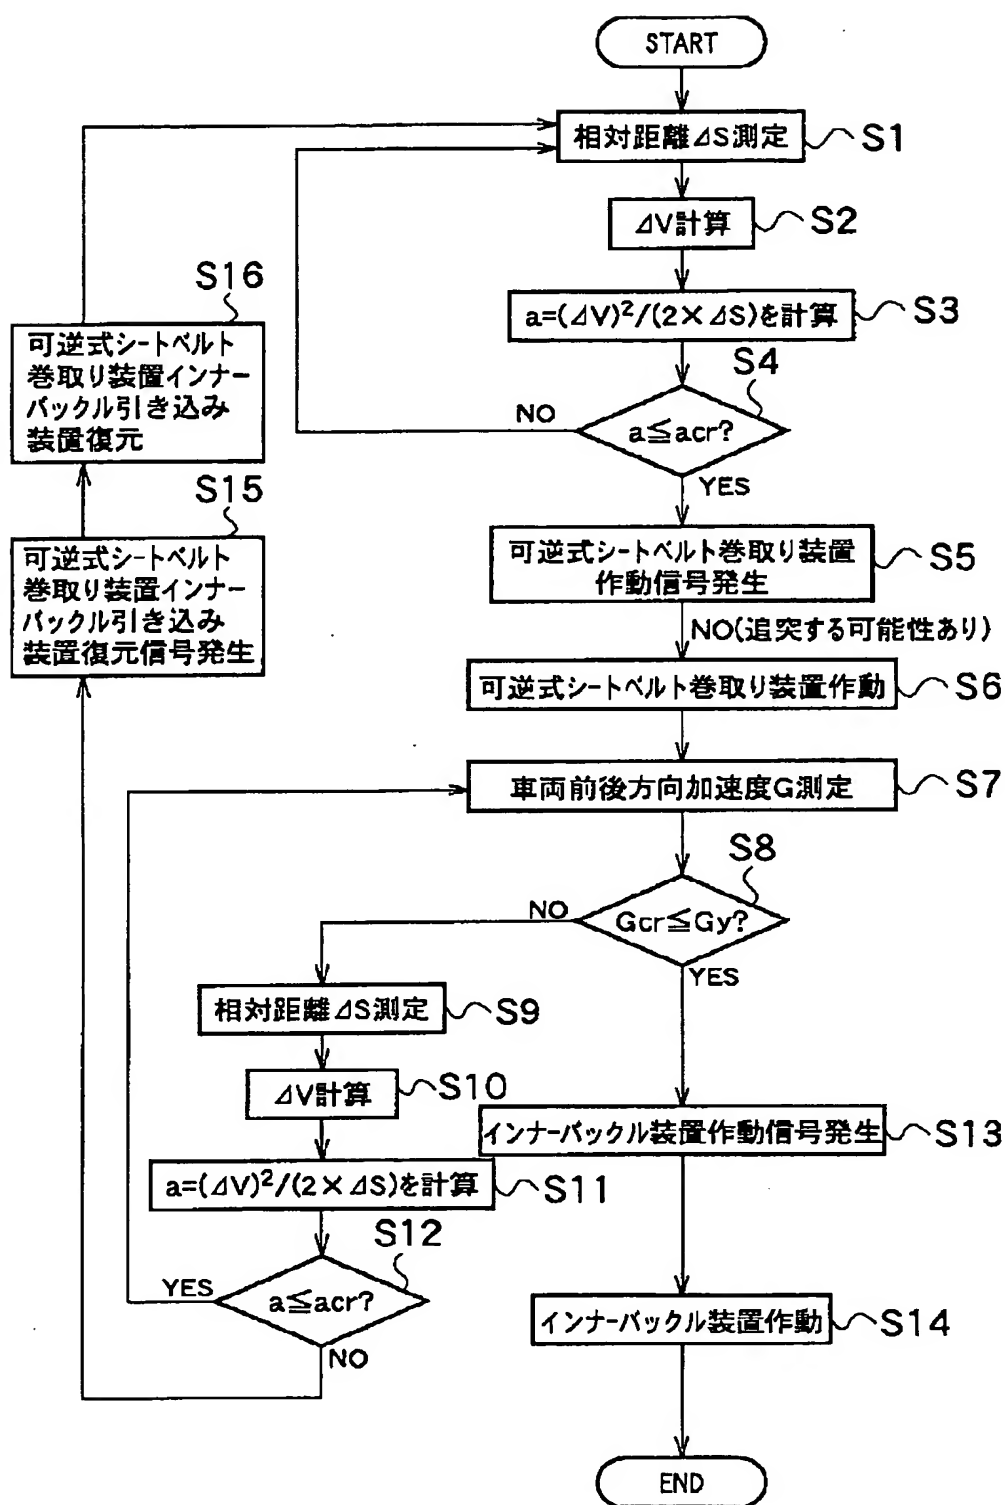 START
相対距離⊿S測定
S1
⊿V計算
S2
a=(⊿V)²/(2×⊿S)を計算
S3
S4
a≦acr?
NO
YES
可逆式シートベルト巻取り装置
作動信号発生
S5
NO(追突する可能性あり)
可逆式シートベルト巻取り装置作動
S6
車両前後方向加速度G測定
S7
S8
Gcr≦Gy?
NO
YES
相対距離⊿S測定
S9
⊿V計算
S10
a=(⊿V)²/(2×⊿S)を計算
S11
S12
a≦acr?
YES
NO
インナーバックル装置作動信号発生
S13
インナーバックル装置作動
S14
END
S15
可逆式シートベルト
巻取り装置インナー
バックル引き込み
装置復元信号発生
S16
可逆式シートベルト
巻取り装置インナー
バックル引き込み
装置復元